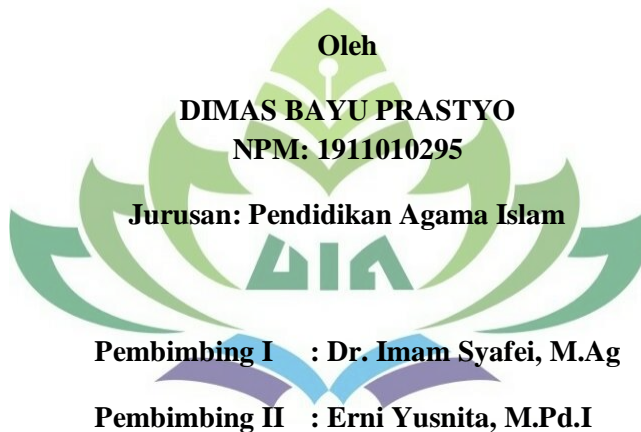 Oleh
DIMAS BAYU PRASTYO
NPM: 1911010295
Jurusan: Pendidikan Agama Islam
UIN
Pembimbing I : Dr. Imam Syafei, M.Ag
Pembimbing II : Erni Yusnita, M.Pd.I